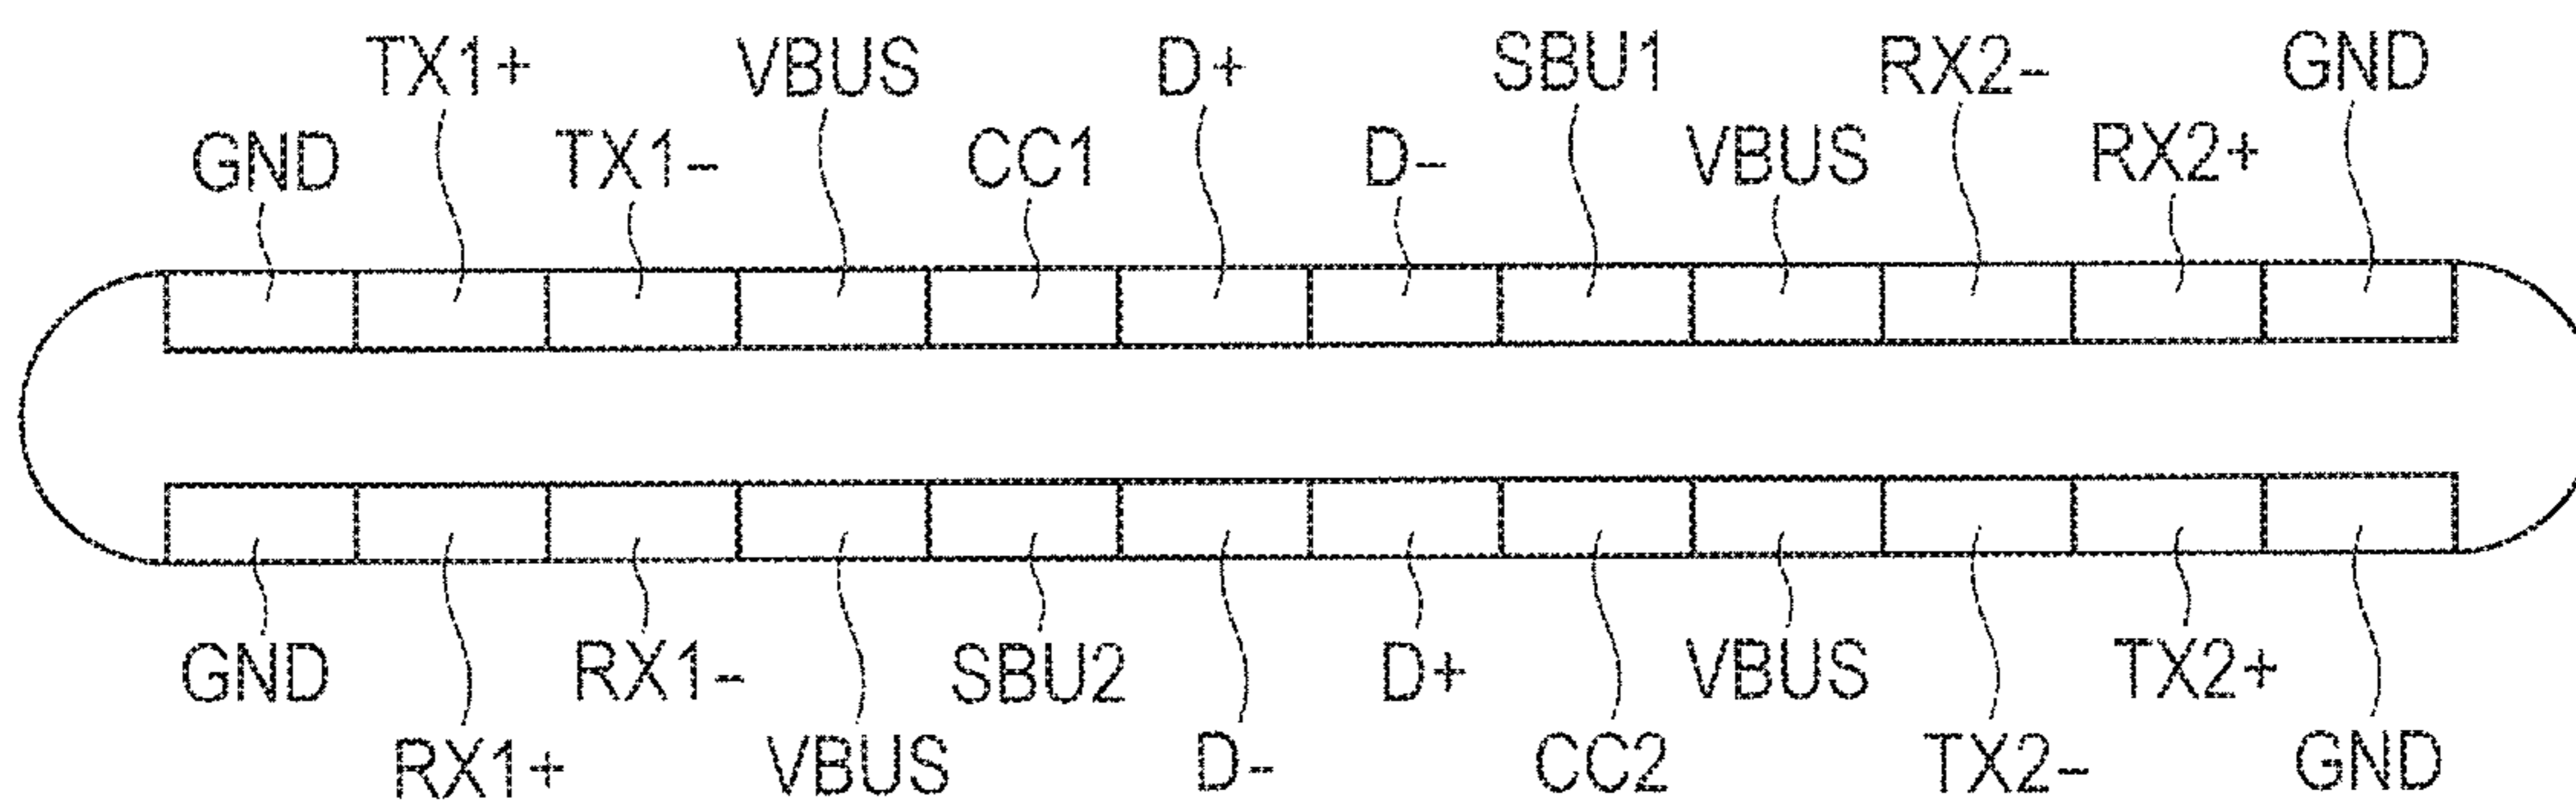 TX1+ VBUS D+ SBU1 RX2- GND
GND TX1- CC1 D- VBUS RX2+
GND RX1- SBU2 D+ VBUS TX2+
RX1+ VBUS D- CC2 TX2- GND